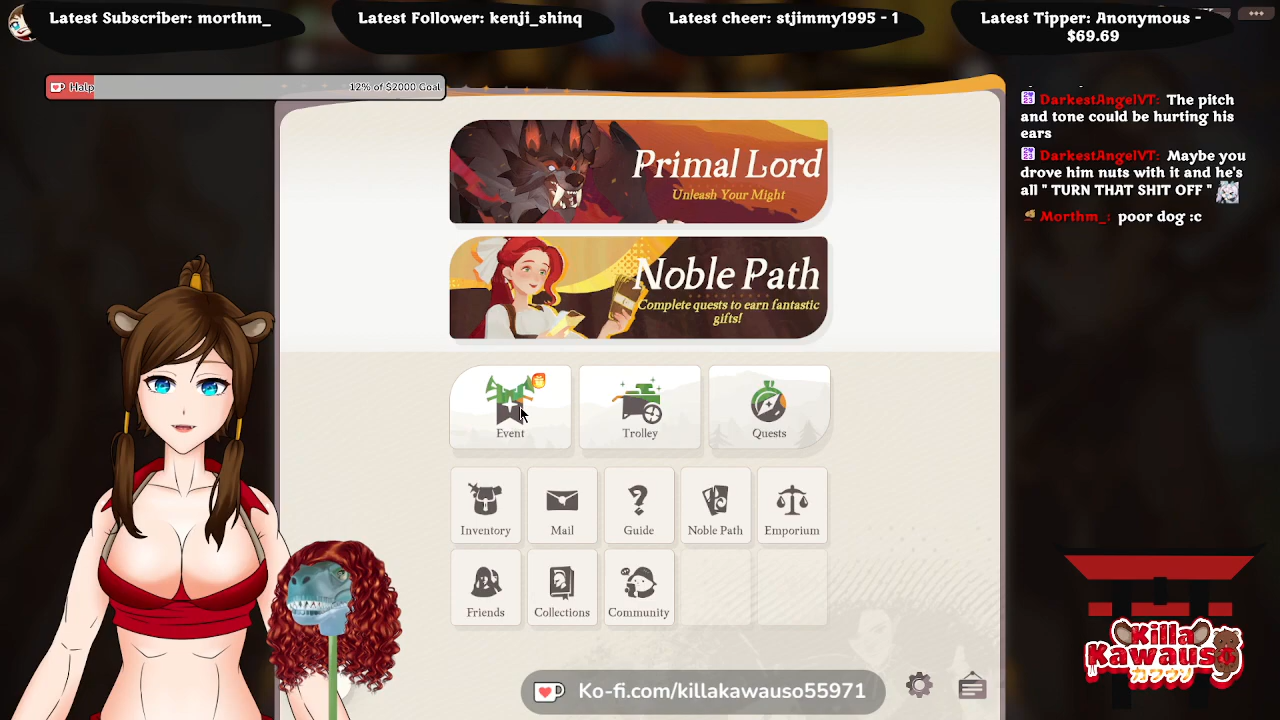 Latest Subscriber: morthm_
Latest Follower: kenji_shinq
Latest cheer: stjimmy1995 - 1
Latest Tipper: Anonymous -
$69.69
Halp
12% of $2000 Goal
DarkestAngelVT: The pitch
and tone could be hurting his
ears
DarkestAngelVT: Maybe you
drove him nuts with it and he's
all " TURN THAT SHIT OFF "
Morthm_: poor dog :c
Primal Lord
Unleash Your Might
Noble Path
Complete quests to earn fantastic
gifts!
Event
Trolley
Quests
Inventory
Mail
Guide
Noble Path
Emporium
Friends
Collections
Community
Ko-fi.com/killakawauso55971
Killa
Kawauso
カワウソ